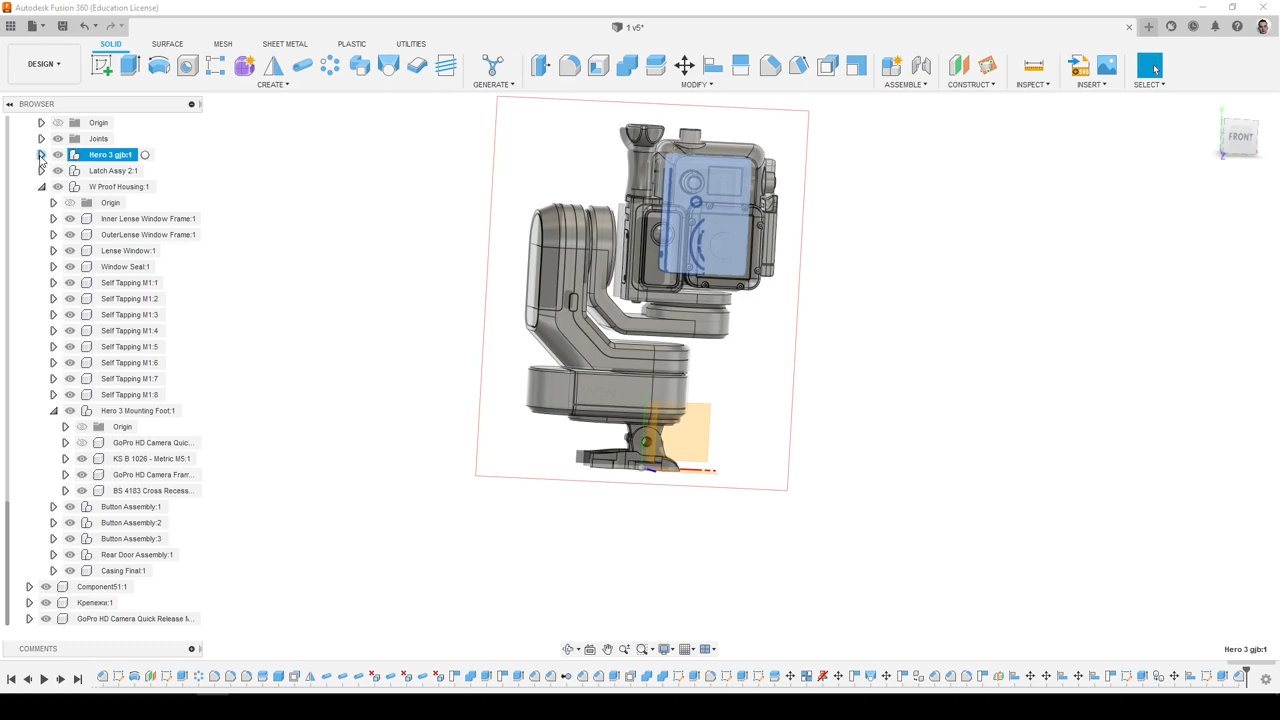 Autodesk Fusion 360 (Education License)
1 v5*
DESIGN
SOLID
SURFACE
MESH
SHEET METAL
PLASTIC
UTILITIES
CREATE
GENERATE
MODIFY
ASSEMBLE
CONSTRUCT
INSPECT
INSERT
SELECT
BROWSER
Origin
Joints
Hero 3 gjb:1
Latch Assy 2:1
W Proof Housing:1
Origin
Inner Lense Window Frame:1
OuterLense Window Frame:1
Lense Window:1
Window Seal:1
Self Tapping M1:1
Self Tapping M1:2
Self Tapping M1:3
Self Tapping M1:4
Self Tapping M1:5
Self Tapping M1:6
Self Tapping M1:7
Self Tapping M1:8
Hero 3 Mounting Foot:1
Origin
GoPro HD Camera Quic...
KS B 1026 - Metric M5:1
GoPro HD Camera Fram...
BS 4183 Cross Recess...
Button Assembly:1
Button Assembly:2
Button Assembly:3
Rear Door Assembly:1
Casing Final:1
Component51:1
Крепежи:1
GoPro HD Camera Quick Release M...
COMMENTS
FRONT
Hero 3 gjb:1